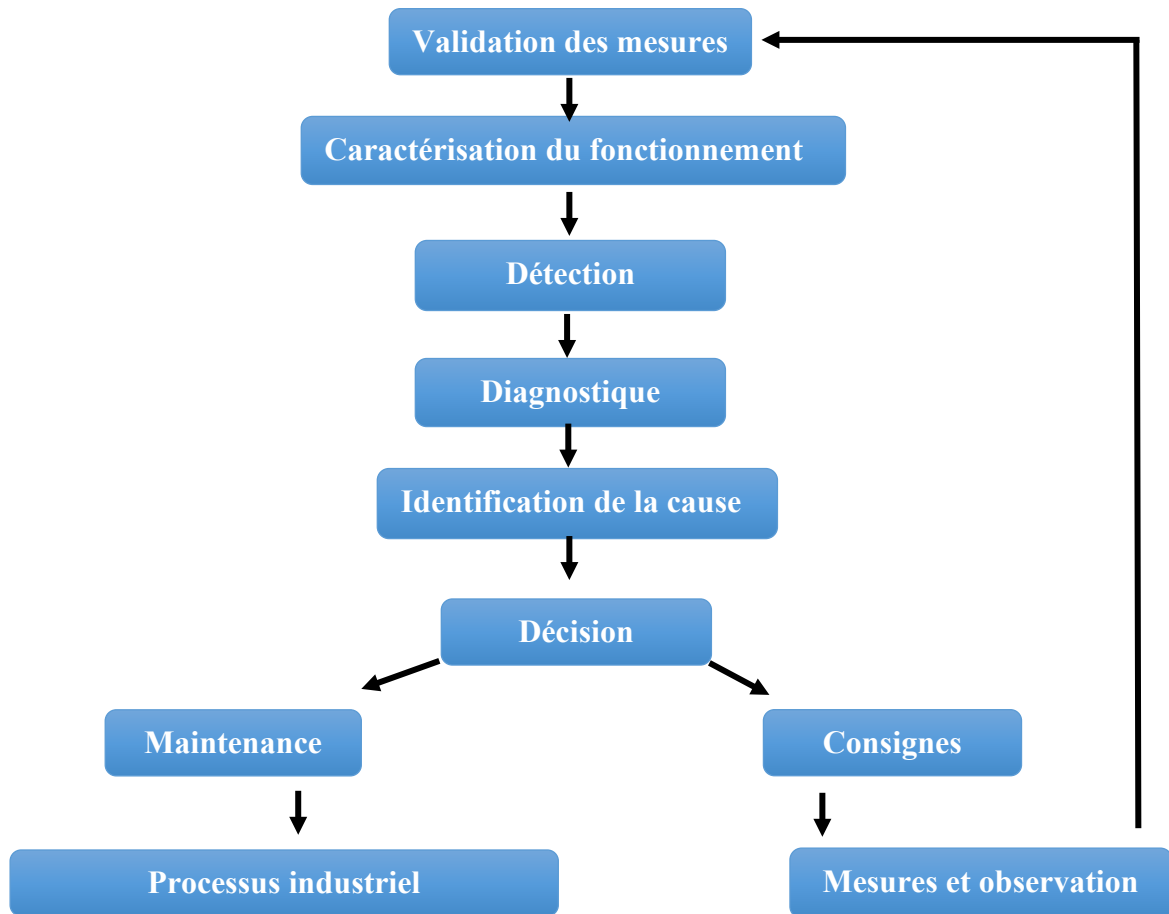 Validation des mesures
Caractérisation du fonctionnement
Détection
Diagnostique
Identification de la cause
Décision
Maintenance
Consignes
Processus industriel
Mesures et observation